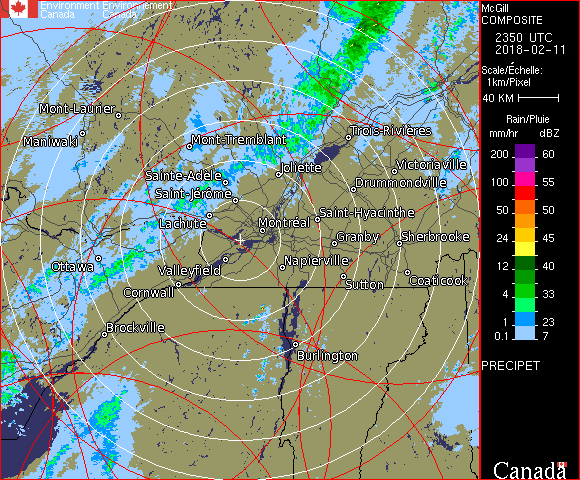 Environment Environnement
Canada Canada
McGill
COMPOSITE
2350 UTC
2018-02-11
Scale/Échelle:
1km/Pixel
40 KM
Rain/Pluie
mm/hr dBZ
200 60
100 55
50 50
24 45
12 40
4 33
1 23
0.1 7
PRECIPET
Canada
Mont-Laurier
Maniwaki
Mont-Tremblant
Trois-Rivières
Victoriaville
Joliette
Sainte-Adèle
Drummondville
Saint-Jérôme
Saint-Hyacinthe
Lachute
Montréal
Granby
Sherbrooke
Ottawa
Valleyfield
Napierville
Sutton
Coaticook
Cornwall
Brockville
Burlington